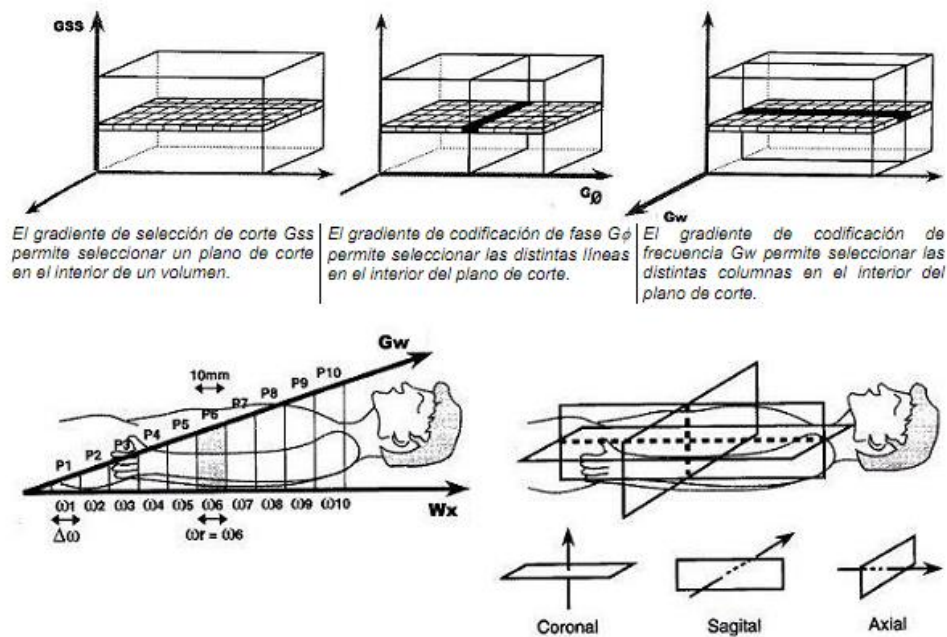 GSS
GØ
Gw
El gradiente de selección de corte Gss
permite seleccionar un plano de corte
en el interior de un volumen.
El gradiente de codificación de fase Gϕ
permite seleccionar las distintas líneas
en el interior del plano de corte.
El gradiente de codificación de
frecuencia Gw permite seleccionar las
distintas columnas en el interior del
plano de corte.
Gw
10mm
P1 P2 P3 P4 P5 P6 P7 P8 P9 P10
ω1 ω2 ω3 ω4 ω5 ω6 ω7 ω8 ω9 ω10 Wx
Δω ωr = ω6
Coronal Sagital Axial